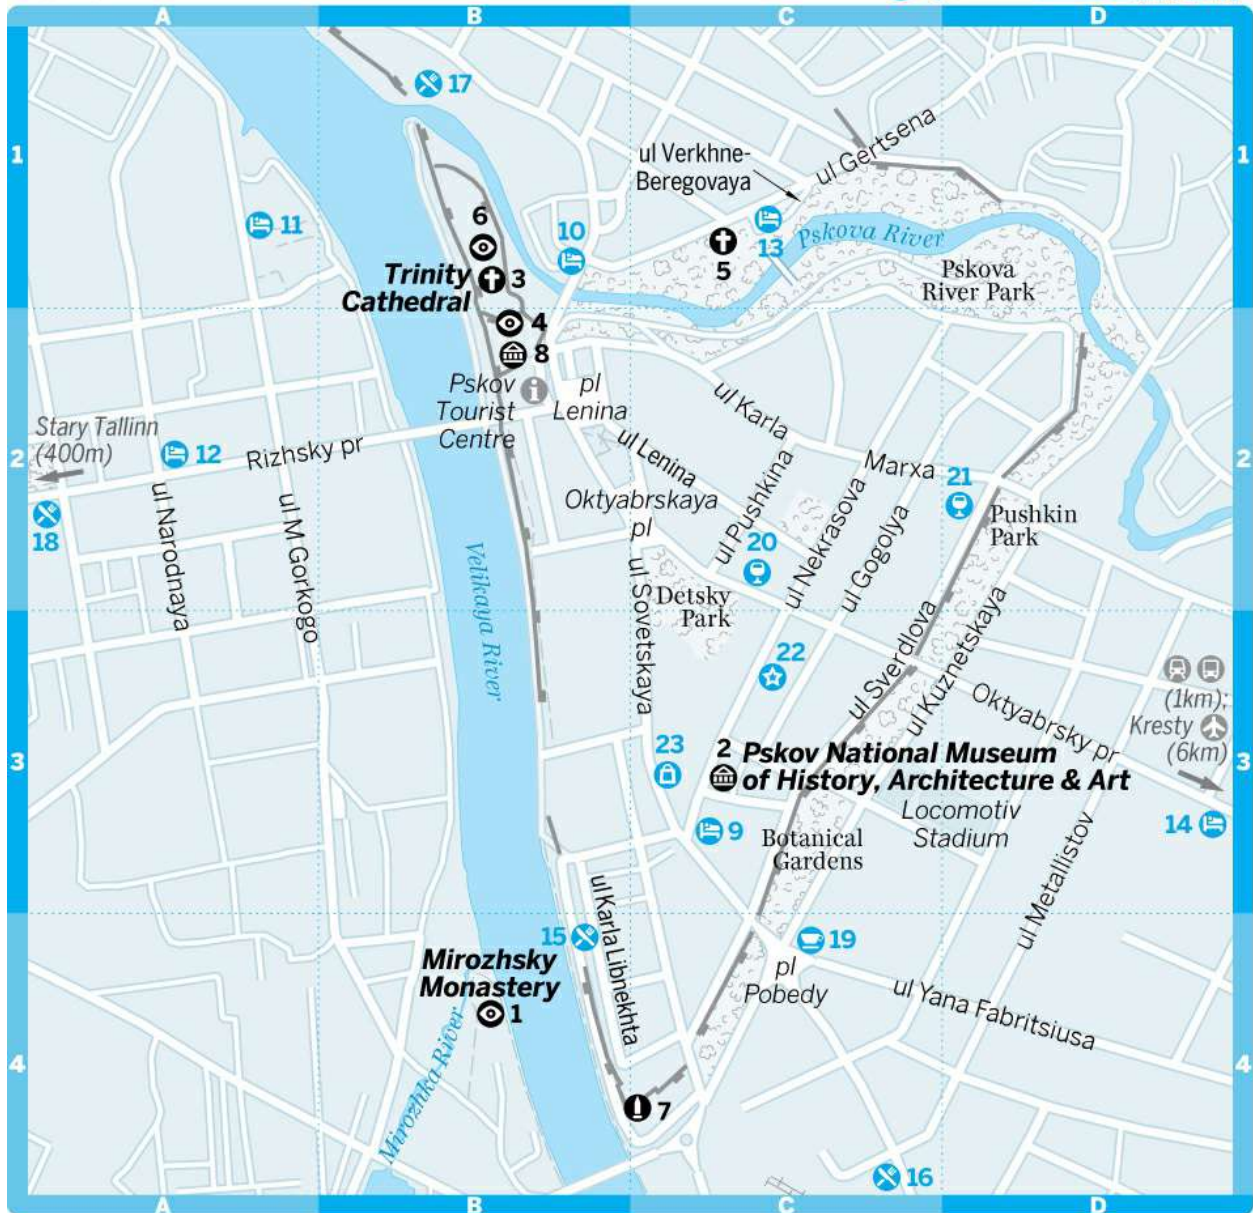 A
B
C
D
1
17
ul Verkhne-
Beregovaya
ul Gertsena
1
11
6
10
13
5
Pskova River
Pskova
River Park
Trinity
Cathedral
3
4
8
Pskov
Tourist
Centre
pl
Lenina
ul Karla
Marxa
Stary Tallinn
(400m)
2
12
Rizhsky pr
ul Lenina
21
2
18
ul Narodnaya
ul M Gorkogo
Oktyabrskaya
pl
ul Pushkina
20
ul Nekrasova
ul Gogolya
Pushkin
Park
Velikaya River
ul Sovetskaya
Detsky
Park
22
ul Sverdlova
ul Kuznetskaya
Oktyabrsky pr
(1km);
Kresty
(6km)
3
23
2 Pskov National Museum
of History, Architecture & Art
3
9
Botanical
Gardens
Locomotiv
Stadium
14
ul Metallistov
ul Karla Libnekhta
15
Mirozhsky
Monastery
1
19
pl
Pobedy
ul Yana Fabritsiusa
4
Mirozhka River
4
7
16
A
B
C
D